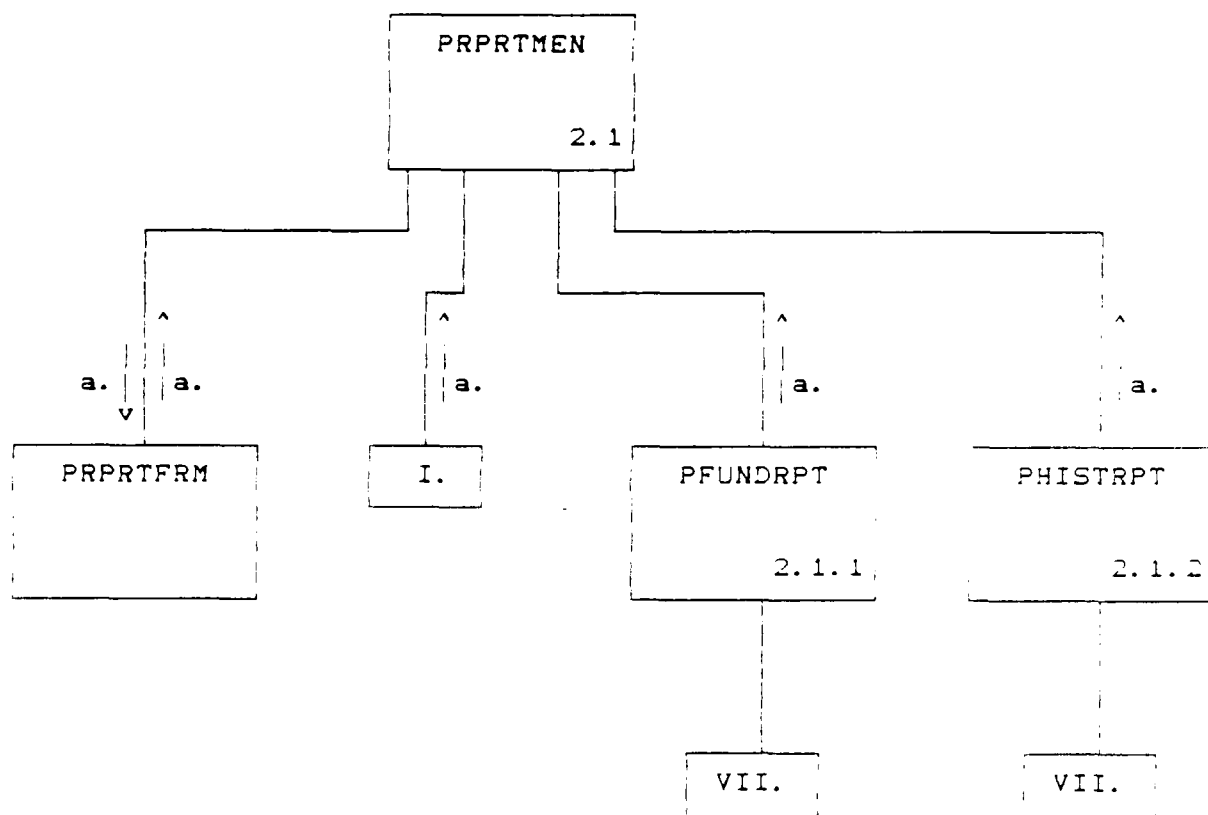 PRPRTMEN
2.1
a.
a.
a.
a.
a.
PRPRTFRM
I.
PFUNDRPT
PHISTRPT
2.1.1
2.1.2
VII.
VII.